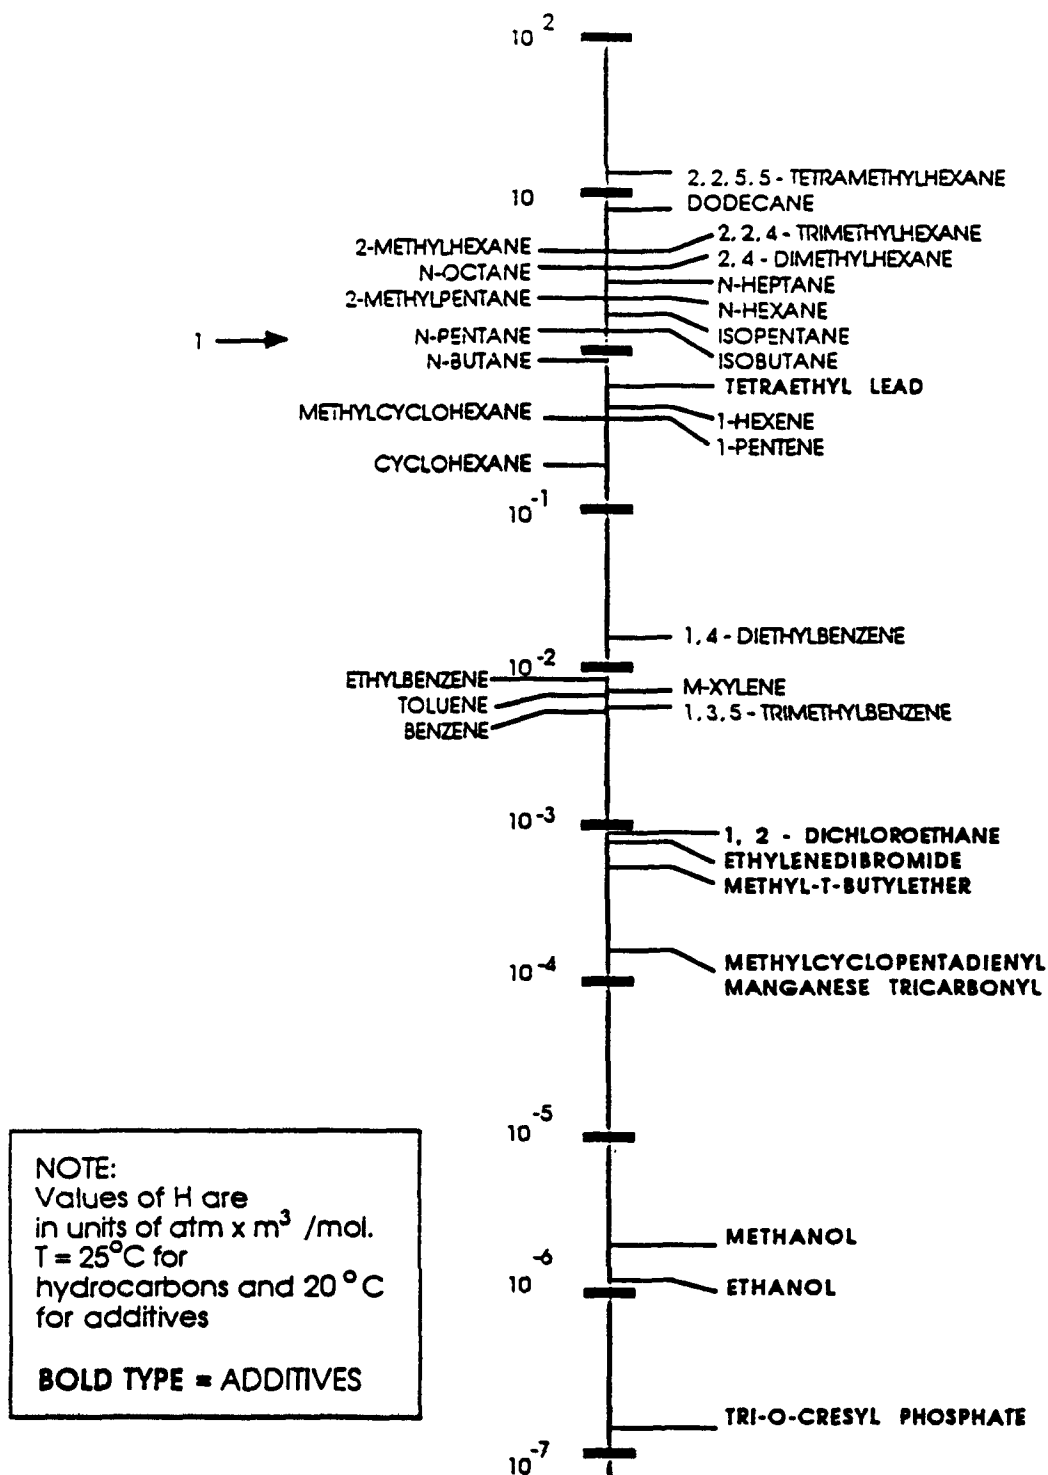 10²
2, 2, 5, 5 - TETRAMETHYLHEXANE
10
DODECANE
2, 2, 4 - TRIMETHYLHEXANE
2-METHYLHEXANE
2, 4 - DIMETHYLHEXANE
N-OCTANE
N-HEPTANE
2-METHYLPENTANE
N-HEXANE
N-PENTANE
ISOPENTANE
1
N-BUTANE
ISOBUTANE
TETRAETHYL LEAD
METHYLCYCLOHEXANE
1-HEXENE
1-PENTENE
CYCLOHEXANE
10⁻¹
1, 4 - DIETHYLBENZENE
10⁻²
ETHYLBENZENE
M-XYLENE
TOLUENE
1, 3, 5 - TRIMETHYLBENZENE
BENZENE
10⁻³
1, 2 - DICHLOROETHANE
ETHYLENEDIBROMIDE
METHYL-T-BUTYLETHER
METHYLCYCLOPENTADIENYL
10⁻⁴
MANGANESE TRICARBONYL
10⁻⁵
METHANOL
10⁻⁶
ETHANOL
TRI-O-CRESYL PHOSPHATE
10⁻⁷
NOTE:
Values of H are
in units of atm x m³ /mol.
T = 25°C for
hydrocarbons and 20°C
for additives
BOLD TYPE = ADDITIVES